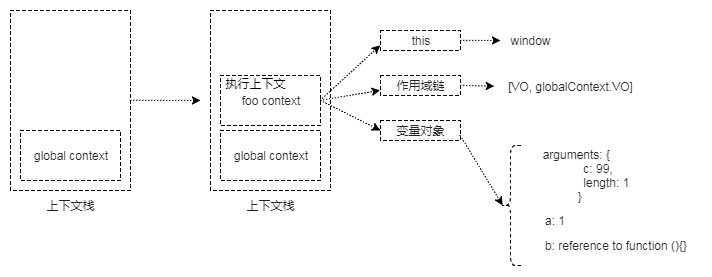 global context
上下文栈
执行上下文
foo context
global context
上下文栈
this
window
作用域链
[VO, globalContext.VO]
变量对象
arguments: {
c: 99,
length: 1
}
a: 1
b: reference to function (){}